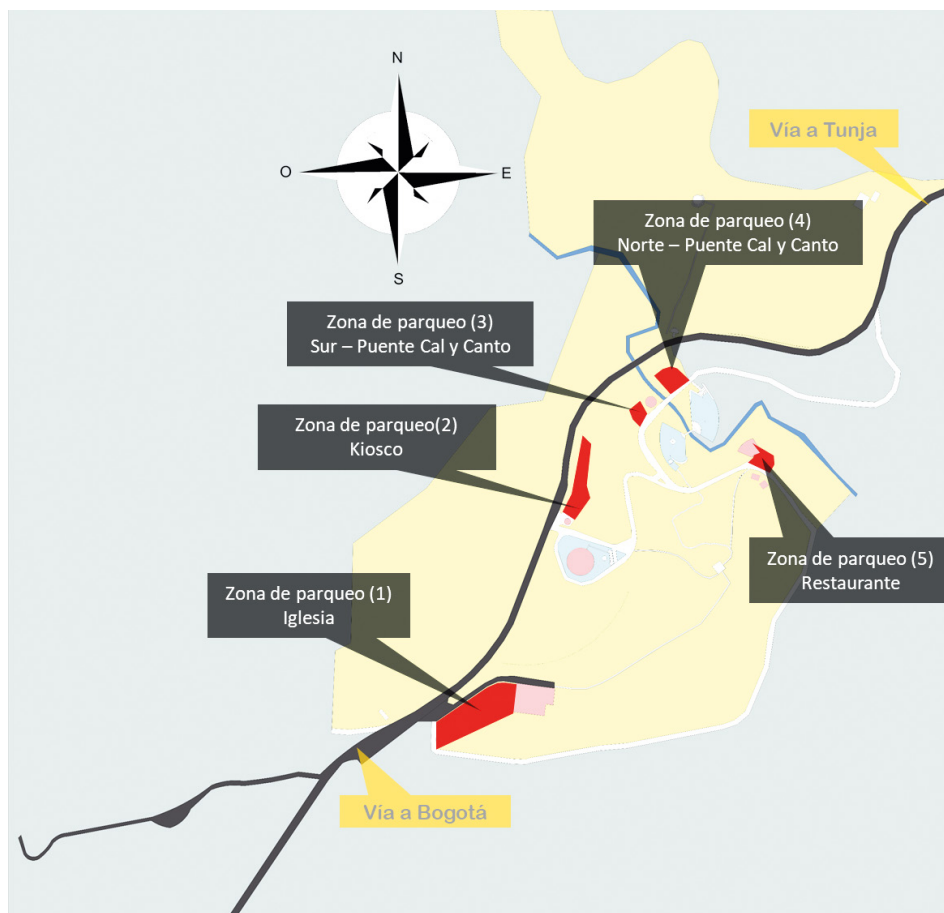 N
Vía a Tunja
O
E
Zona de parqueo (4)
Norte – Puente Cal y Canto
S
Zona de parqueo (3)
Sur – Puente Cal y Canto
Zona de parqueo(2)
Kiosco
Zona de parqueo (5)
Restaurante
Zona de parqueo (1)
Iglesia
Vía a Bogotá